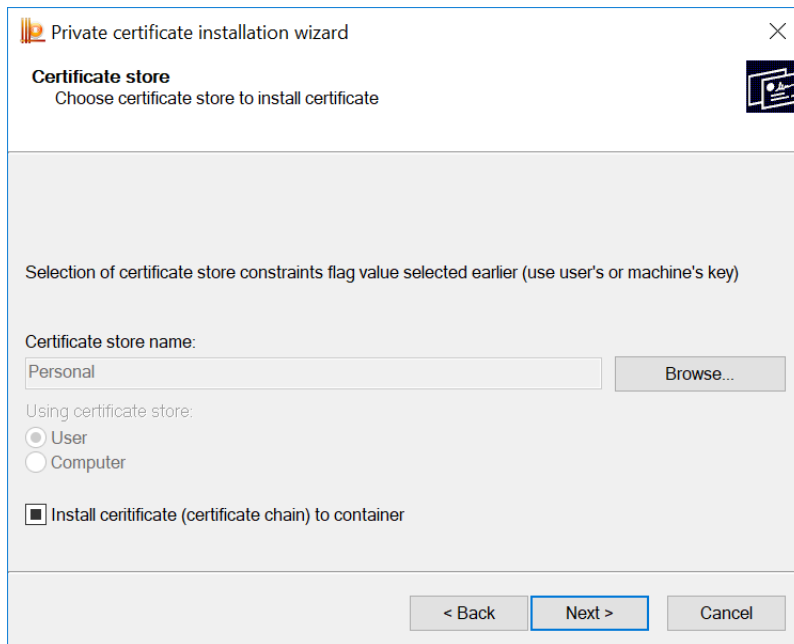 Private certificate installation wizard
Certificate store
Choose certificate store to install certificate
Selection of certificate store constraints flag value selected earlier (use user's or machine's key)
Certificate store name:
Personal
Browse...
Using certificate store:
User
Computer
Install ceritificate (certificate chain) to container
< Back
Next >
Cancel